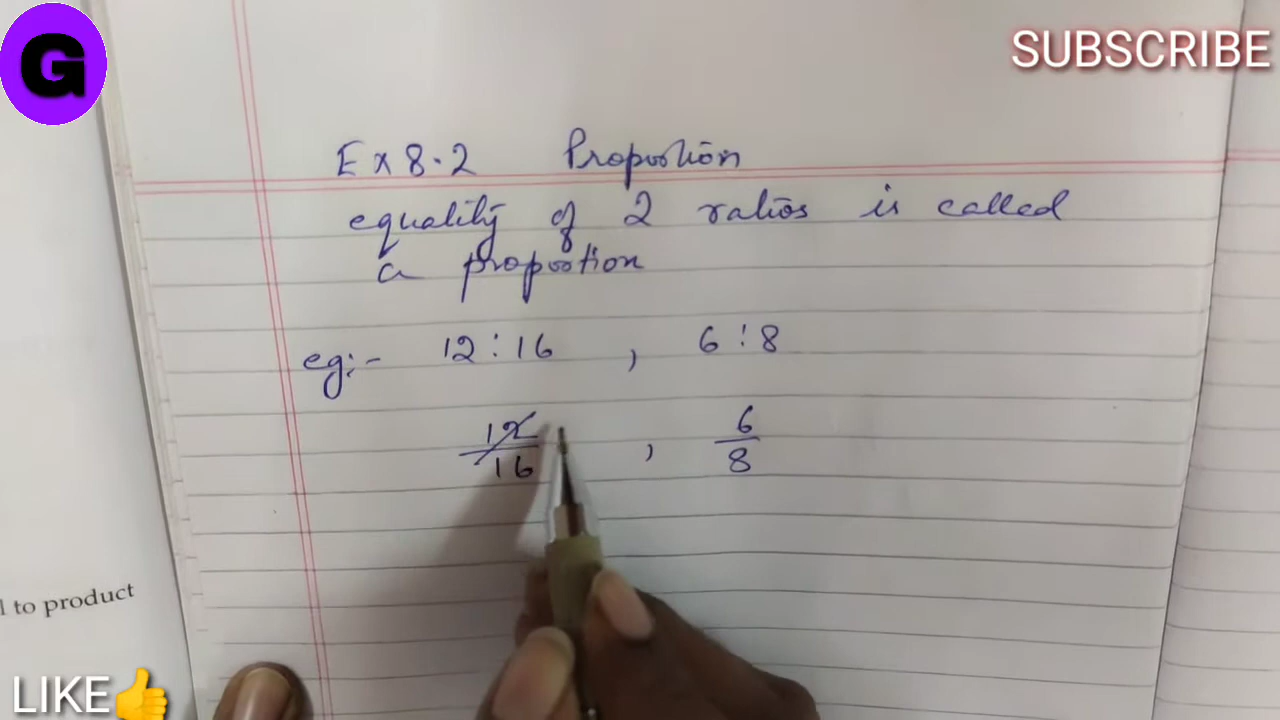 G
SUBSCRIBE
Ex 8.2 Proportion
equality of 2 ratios is called
a proportion
eg:- 12:16 , 6:8
12/16 , 6/8
l to product
LIKE👍